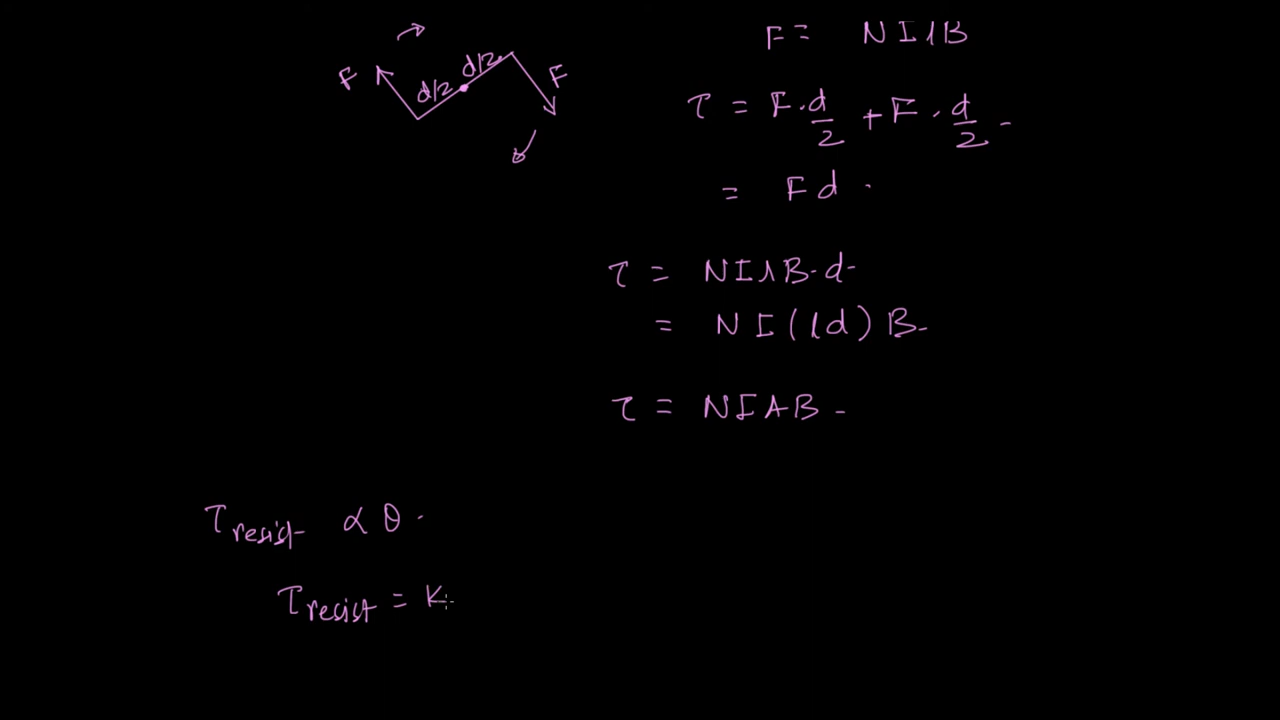 F = NIlB
F d/2 d/2 F
τ = F . d/2 + F . d/2 .
= Fd .
τ = NIlB . d .
= NI(ld)B .
τ = NIAB .
τresist ∝ θ .
τresist = K